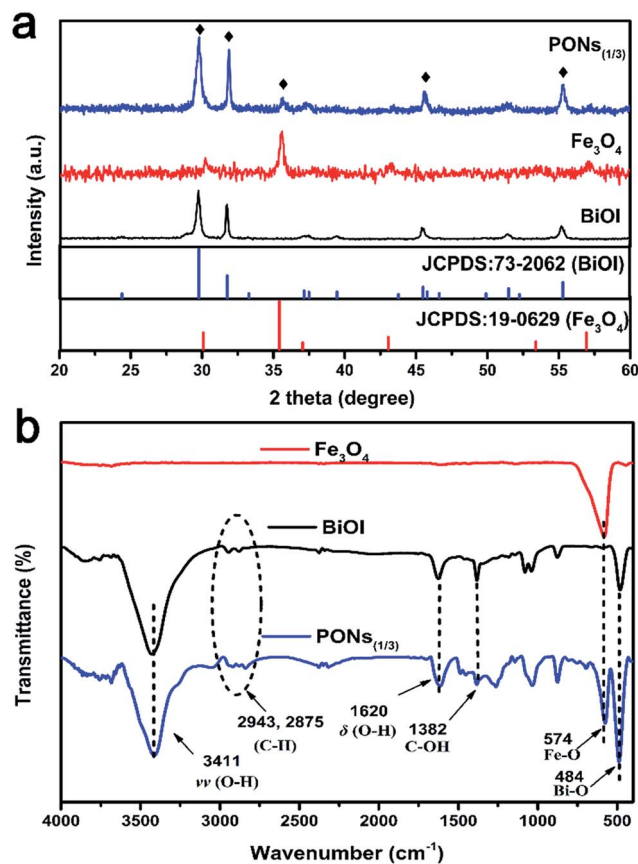 a
PONs(1/3)
Fe3O4
BiOI
JCPDS:73-2062 (BiOI)
JCPDS:19-0629 (Fe3O4)
Intensity (a.u.)
20 25 30 35 40 45 50 55 60
2 theta (degree)
b
Fe3O4
BiOI
PONs(1/3)
Transmittance (%)
3411
νν (O-H)
2943, 2875
(C-H)
1620
δ (O-H)
1382
C-OH
574
Fe-O
484
Bi-O
4000 3500 3000 2500 2000 1500 1000 500
Wavenumber (cm-1)